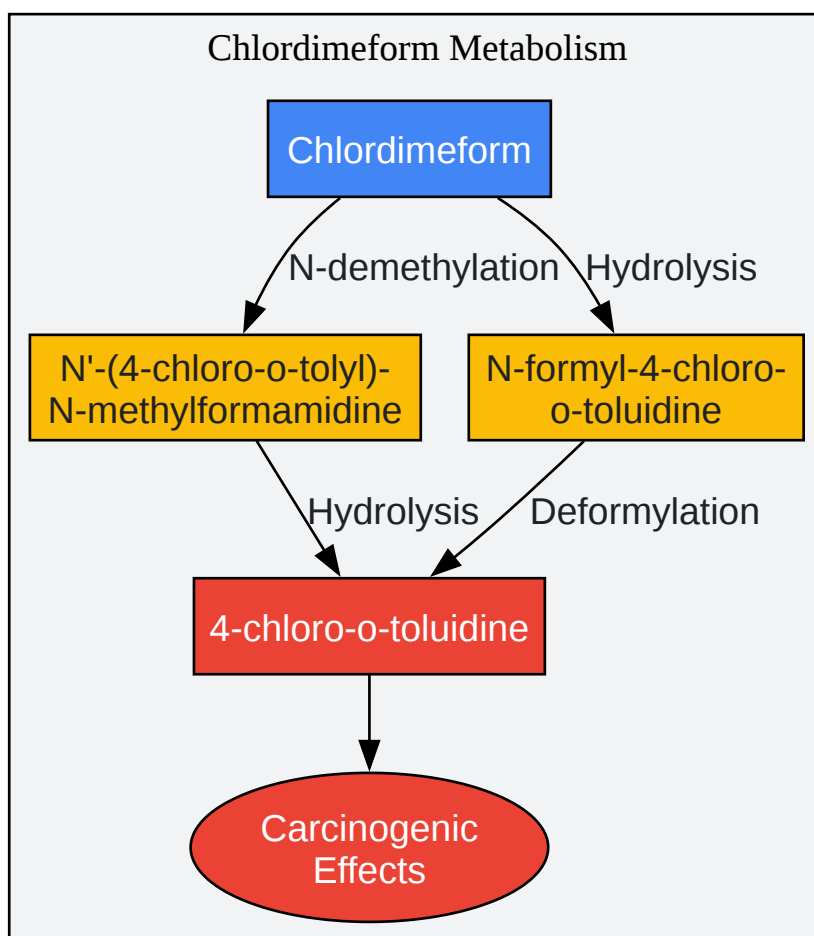 Chlordimeform Metabolism
Chlordimeform
N-demethylation
Hydrolysis
N'-(4-chloro-o-tolyl)-
N-methylformamidine
N-formyl-4-chloro-
o-toluidine
Hydrolysis
Deformylation
4-chloro-o-toluidine
Carcinogenic
Effects